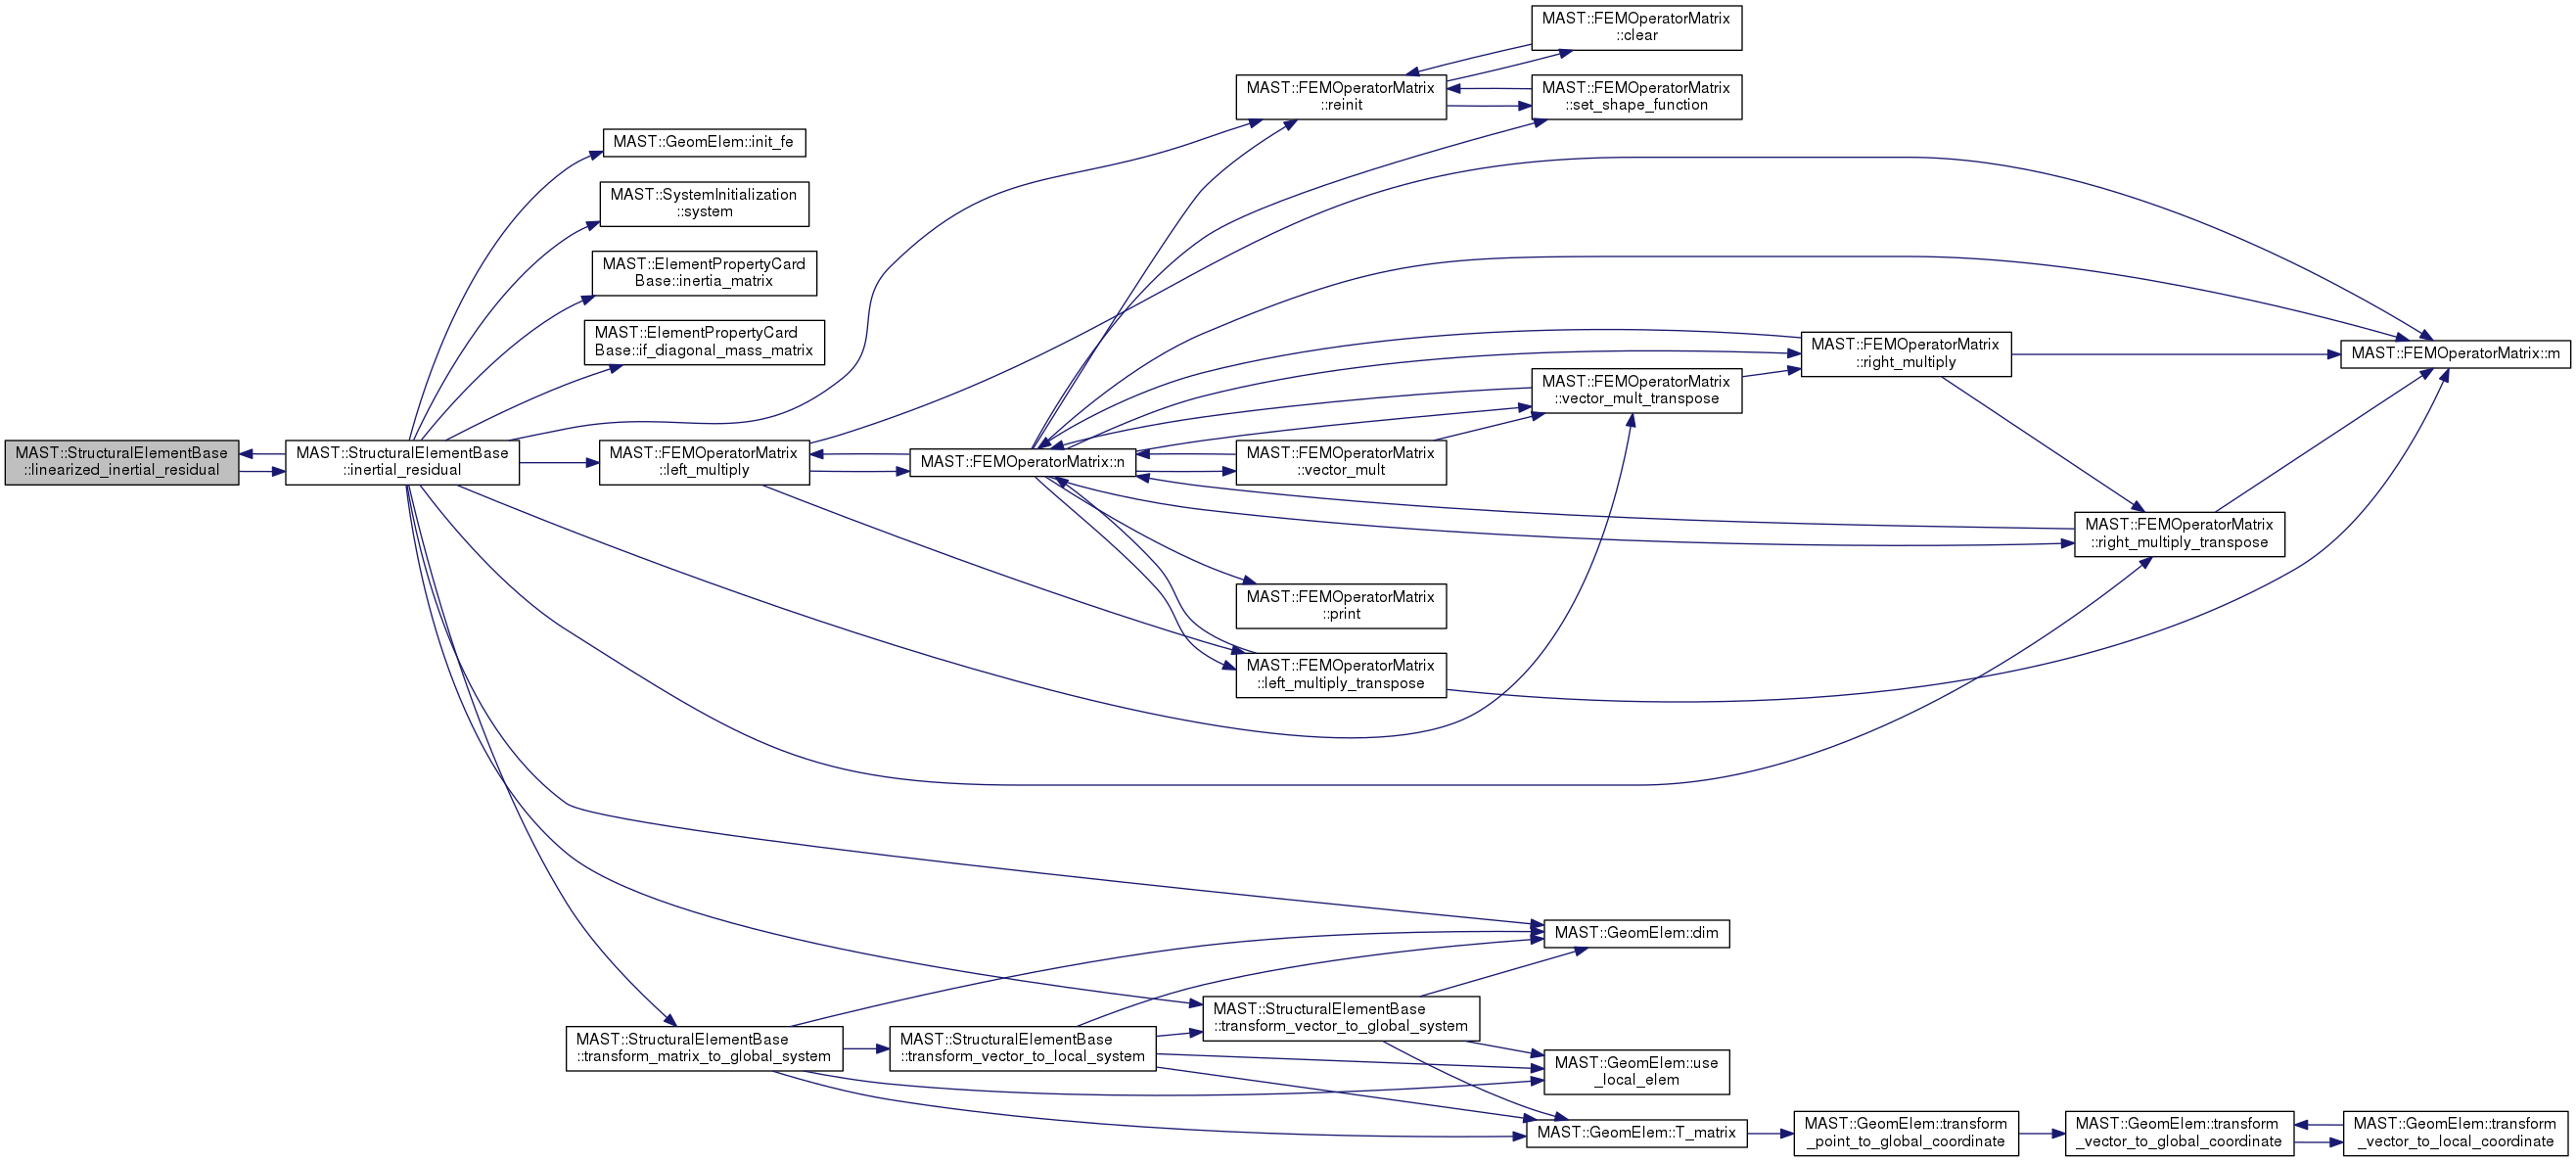 MAST::FEMOperatorMatrix
::clear
MAST::FEMOperatorMatrix
::reinit
MAST::FEMOperatorMatrix
::set_shape_function
MAST::GeomElem::init_fe
MAST::SystemInitialization
::system
MAST::ElementPropertyCard
Base::inertia_matrix
MAST::ElementPropertyCard
Base::if_diagonal_mass_matrix
MAST::FEMOperatorMatrix
::right_multiply
MAST::FEMOperatorMatrix::m
MAST::FEMOperatorMatrix
::vector_mult_transpose
MAST::StructuralElementBase
::linearized_inertial_residual
MAST::StructuralElementBase
::inertial_residual
MAST::FEMOperatorMatrix
::left_multiply
MAST::FEMOperatorMatrix::n
MAST::FEMOperatorMatrix
::vector_mult
MAST::FEMOperatorMatrix
::right_multiply_transpose
MAST::FEMOperatorMatrix
::print
MAST::FEMOperatorMatrix
::left_multiply_transpose
MAST::GeomElem::dim
MAST::StructuralElementBase
::transform_vector_to_global_system
MAST::StructuralElementBase
::transform_matrix_to_global_system
MAST::StructuralElementBase
::transform_vector_to_local_system
MAST::GeomElem::use
_local_elem
MAST::GeomElem::T_matrix
MAST::GeomElem::transform
_point_to_global_coordinate
MAST::GeomElem::transform
_vector_to_global_coordinate
MAST::GeomElem::transform
_vector_to_local_coordinate